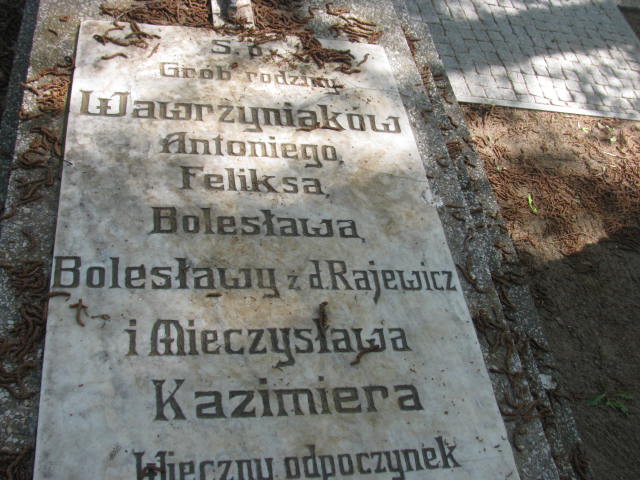 Ś.p.
Grób rodziny
Wawrzyniaków
Antoniego,
Feliksa,
Bolesława,
Bolesławy z d Rajewicz
i Mieczysława
Kazimiera
Wieczny odpoczynek